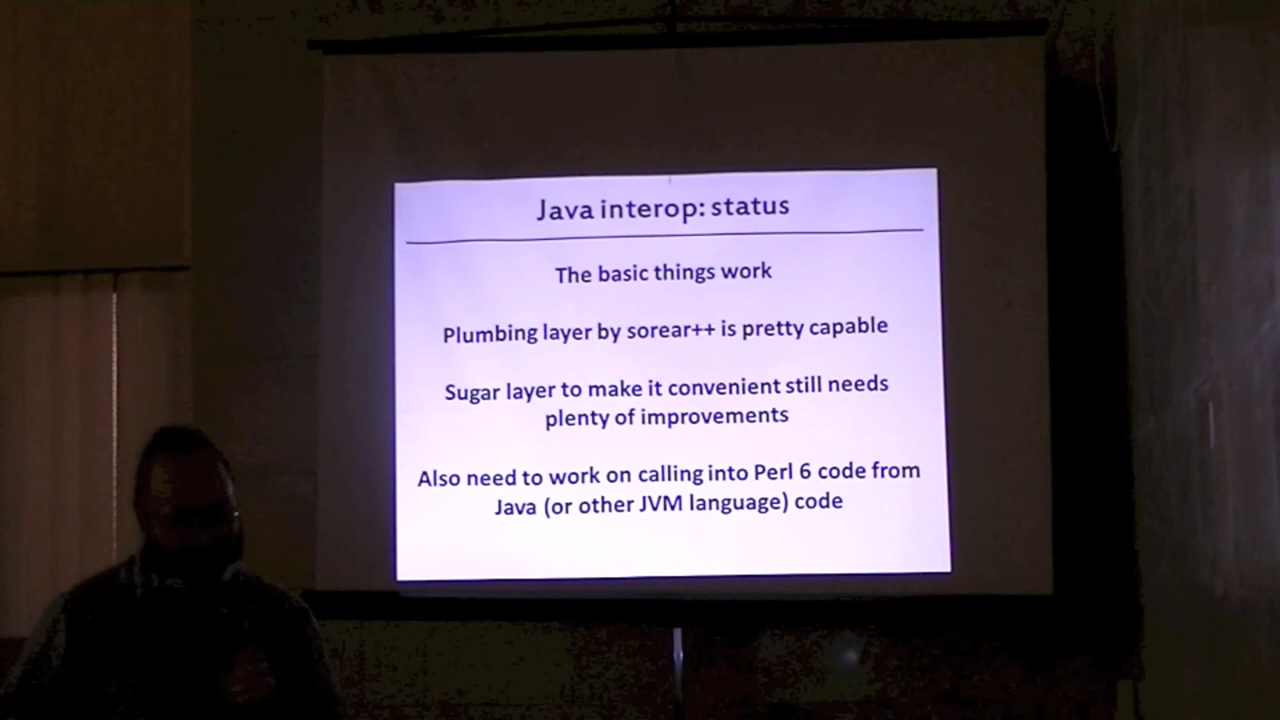 Java interop: status
The basic things work
Plumbing layer by sorear++ is pretty capable
Sugar layer to make it convenient still needs
plenty of improvements
Also need to work on calling into Perl 6 code from
Java (or other JVM language) code